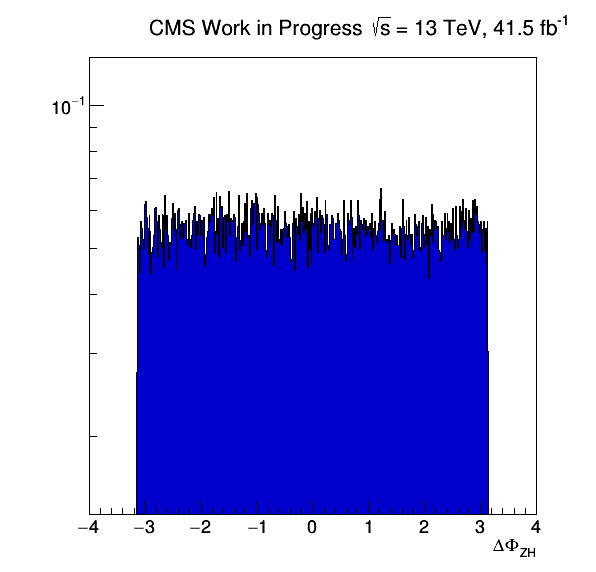 CMS Work in Progress √s = 13 TeV, 41.5 fb⁻¹
10⁻¹
−4 −3 −2 −1 0 1 2 3 4
ΔΦ_ZH